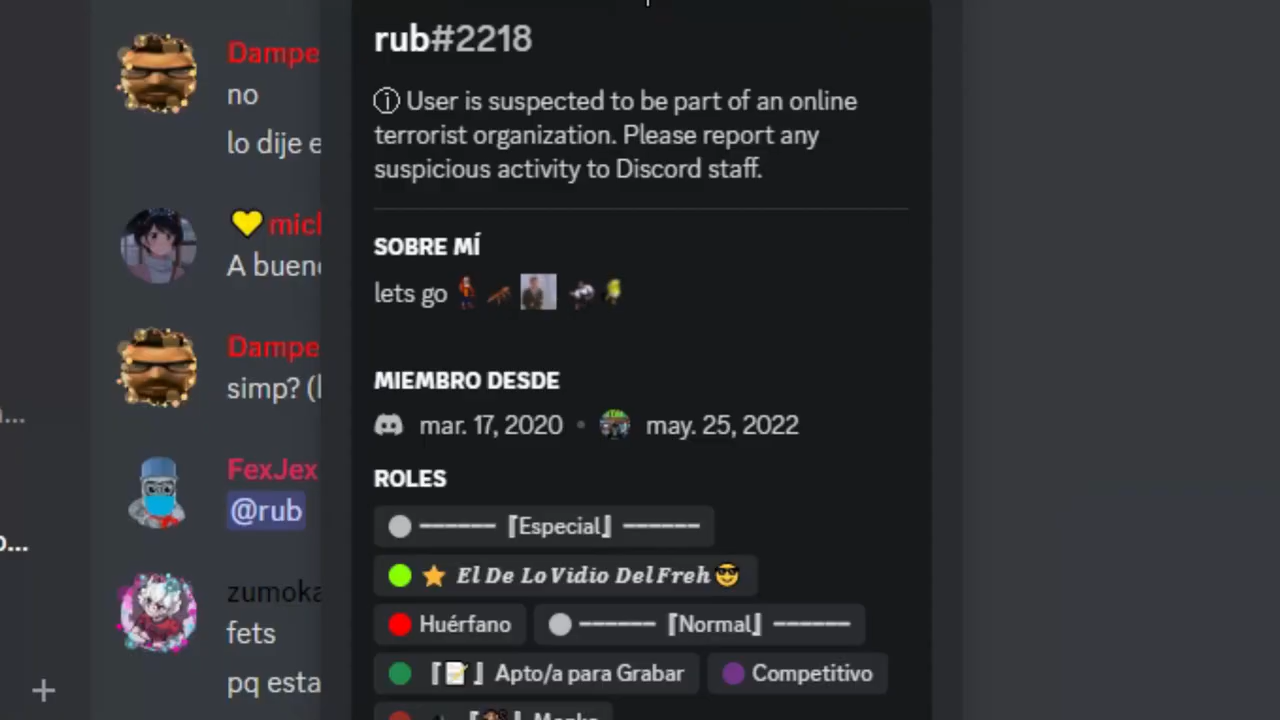 rub#2218
User is suspected to be part of an online
terrorist organization. Please report any
suspicious activity to Discord staff.
SOBRE MÍ
lets go
MIEMBRO DESDE
mar. 17, 2020 • may. 25, 2022
ROLES
━━━━━ 『Especial』 ━━━━━
⭐ El De Lo Vidio Del Freh😎
Huérfano
━━━━━ 『Normal』 ━━━━━
『📝』 Apto/a para Grabar
Competitivo
Dampe
no
lo dije e
💛 mich
A bueno
Dampe
simp? (l
FexJex
@rub
zumoka
fets
pq esta